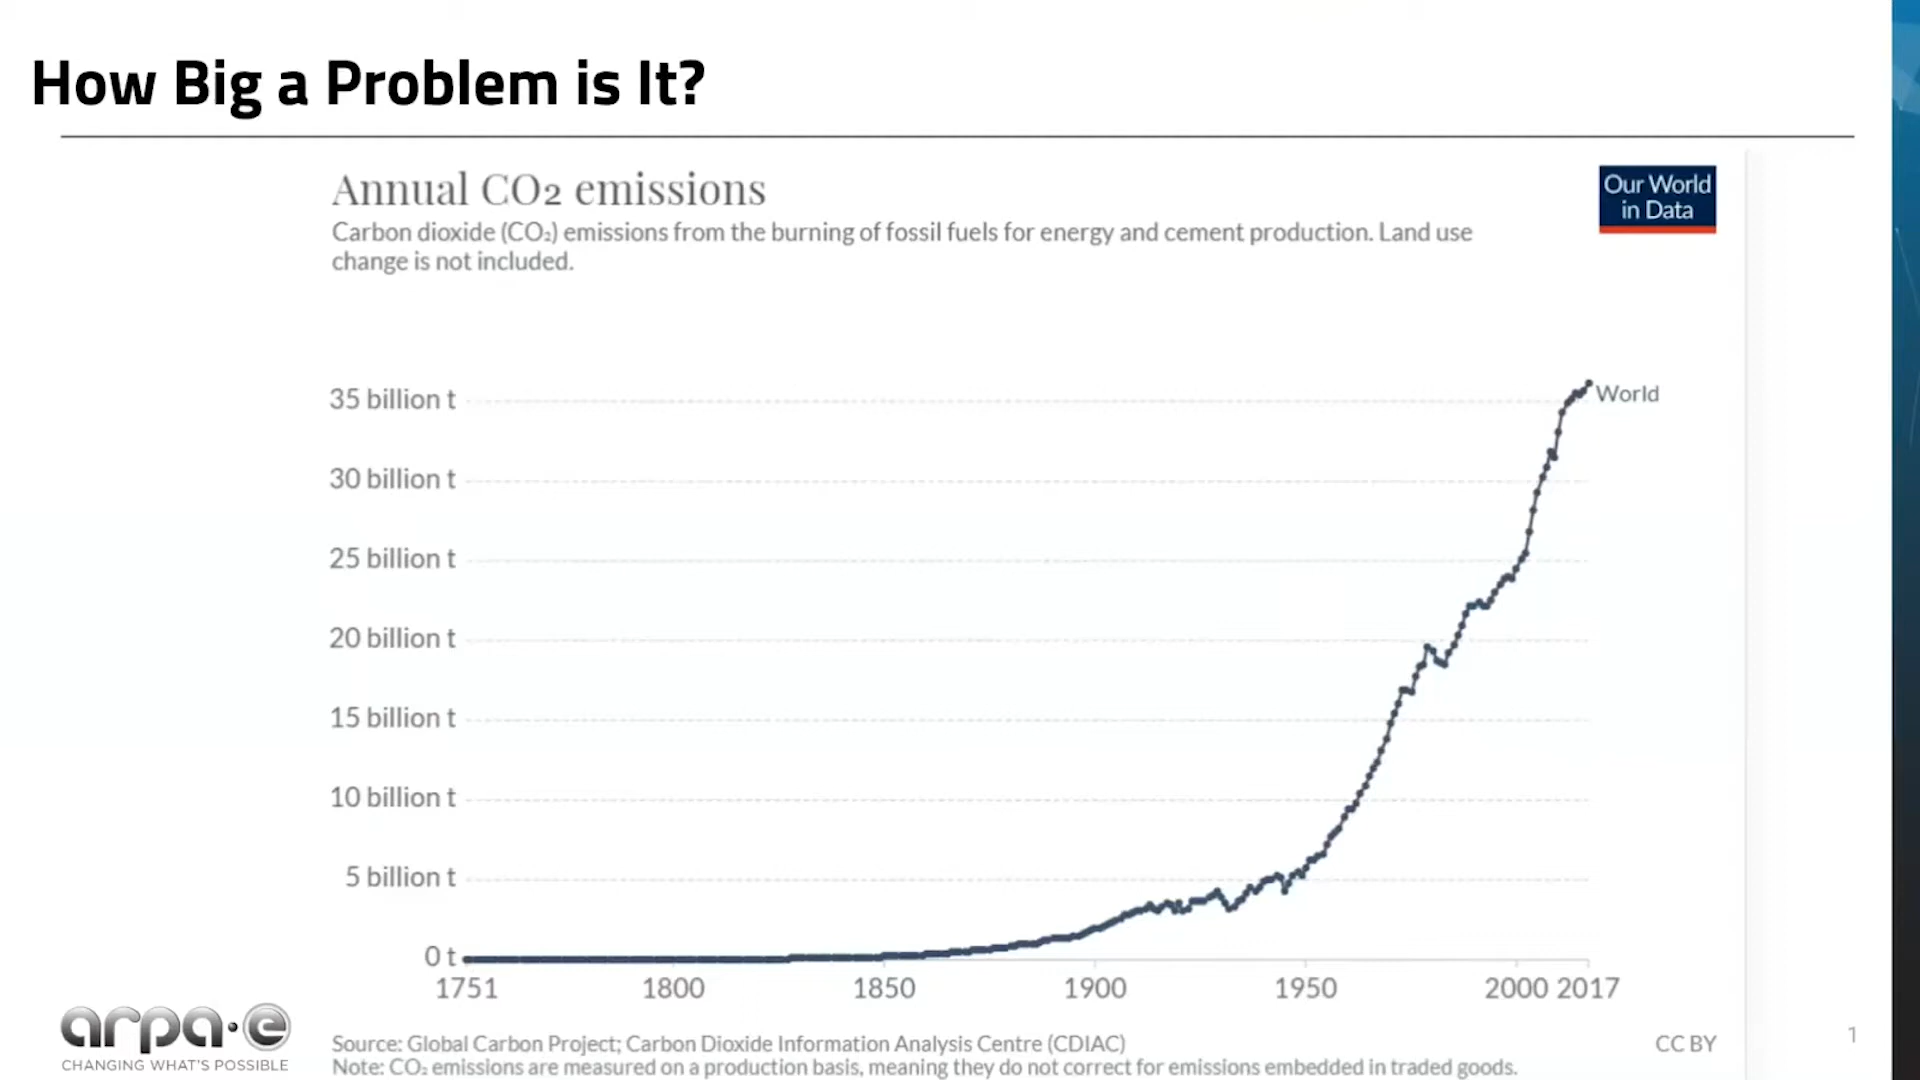 How Big a Problem is It?
Annual CO2 emissions
Carbon dioxide (CO₂) emissions from the burning of fossil fuels for energy and cement production. Land use
change is not included.
Our World
in Data
35 billion t
World
30 billion t
25 billion t
20 billion t
15 billion t
10 billion t
5 billion t
0 t
1751 1800 1850 1900 1950 2000 2017
arpa·e
CHANGING WHAT'S POSSIBLE
Source: Global Carbon Project; Carbon Dioxide Information Analysis Centre (CDIAC)
CC BY
1
Note: CO₂ emissions are measured on a production basis, meaning they do not correct for emissions embedded in traded goods.